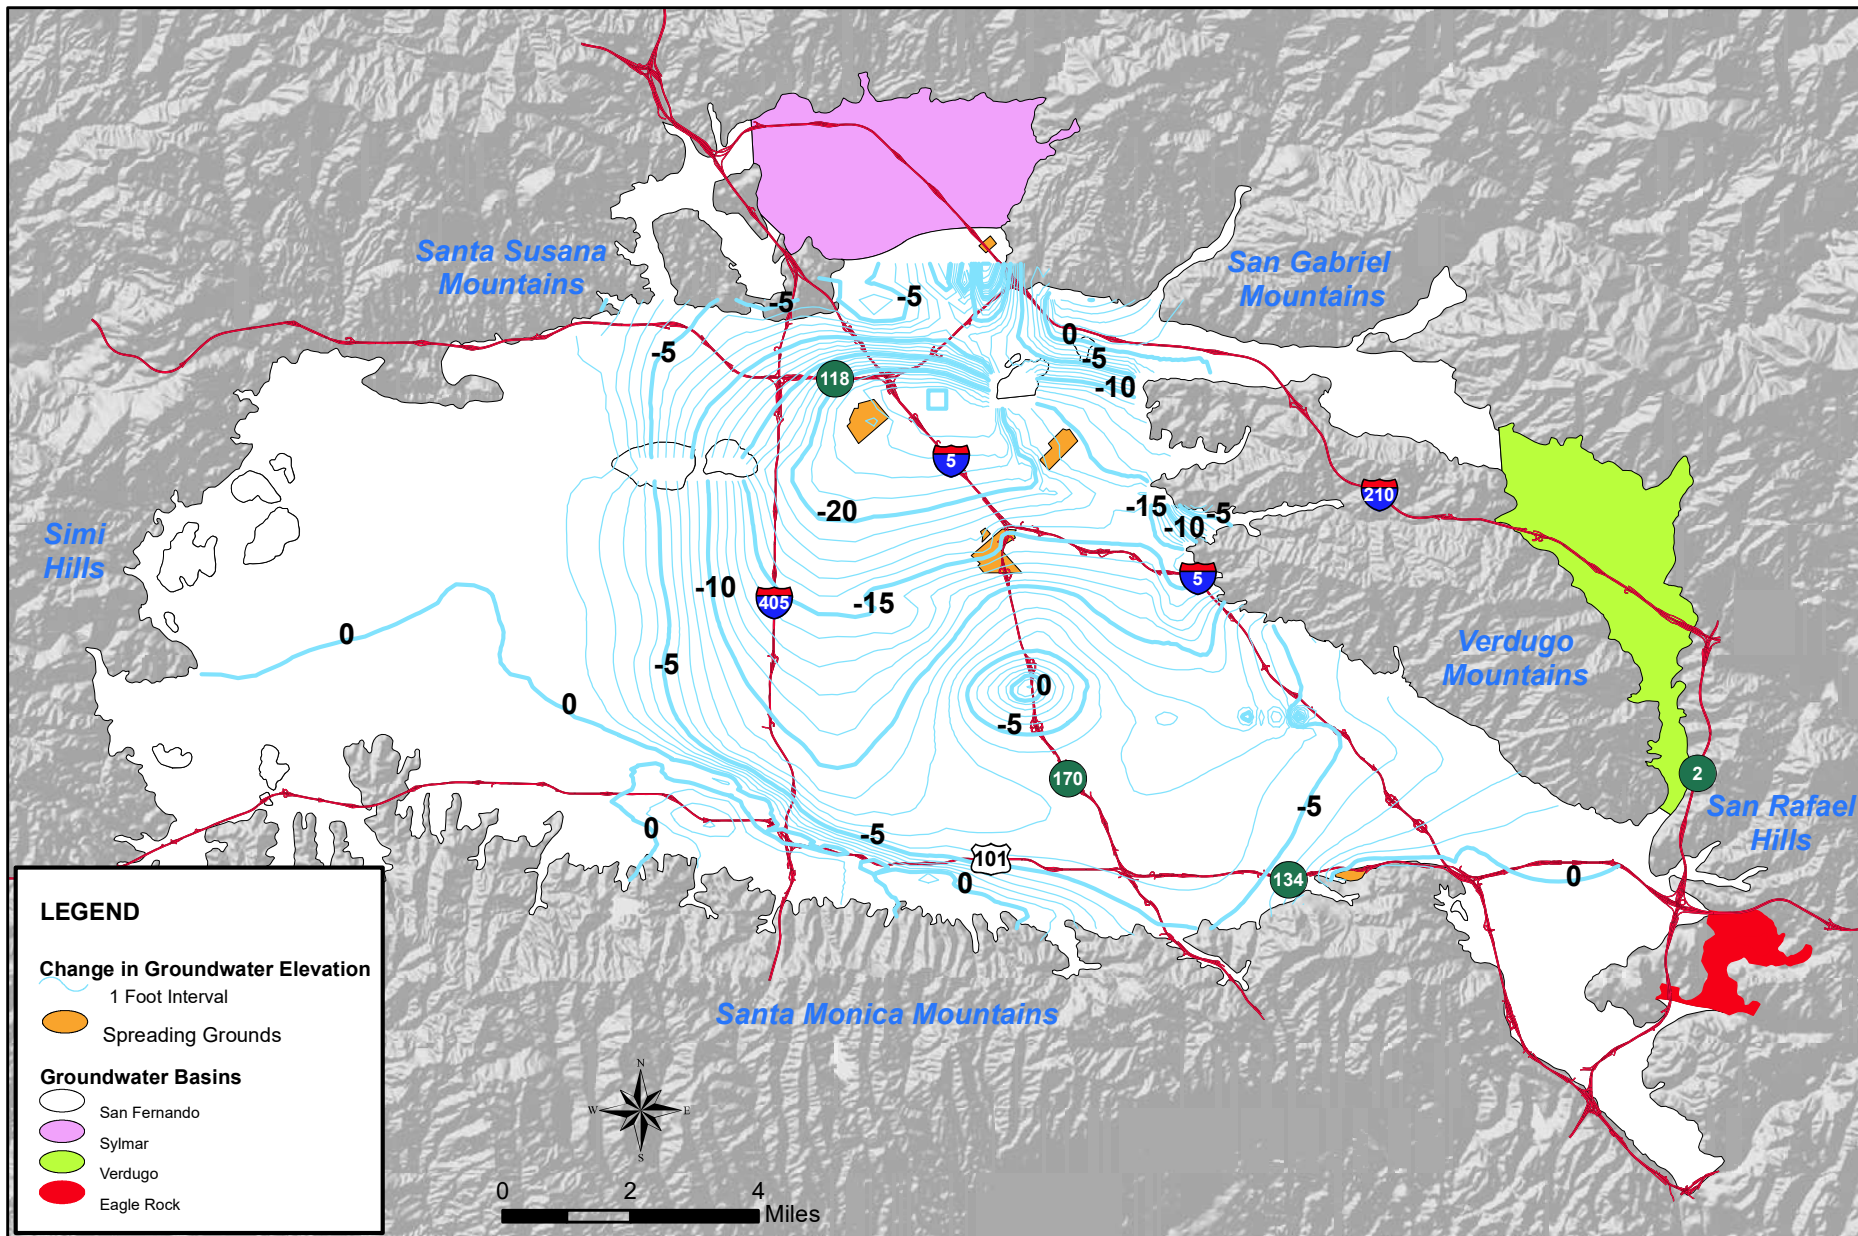 Santa Susana
Mountains
San Gabriel
Mountains
-5
-5
0
-5
-5
-10
118
5
210
-20
-15
-5
-10
Simi
Hills
5
-10
405
-15
0
Verdugo
Mountains
-5
0
0
-5
170
2
-5
San Rafael
Hills
0
-5
101
134
0
0
Santa Monica Mountains
LEGEND
Change in Groundwater Elevation
1 Foot Interval
Spreading Grounds
Groundwater Basins
San Fernando
Sylmar
Verdugo
Eagle Rock
N
W E
S
0 2 4
Miles